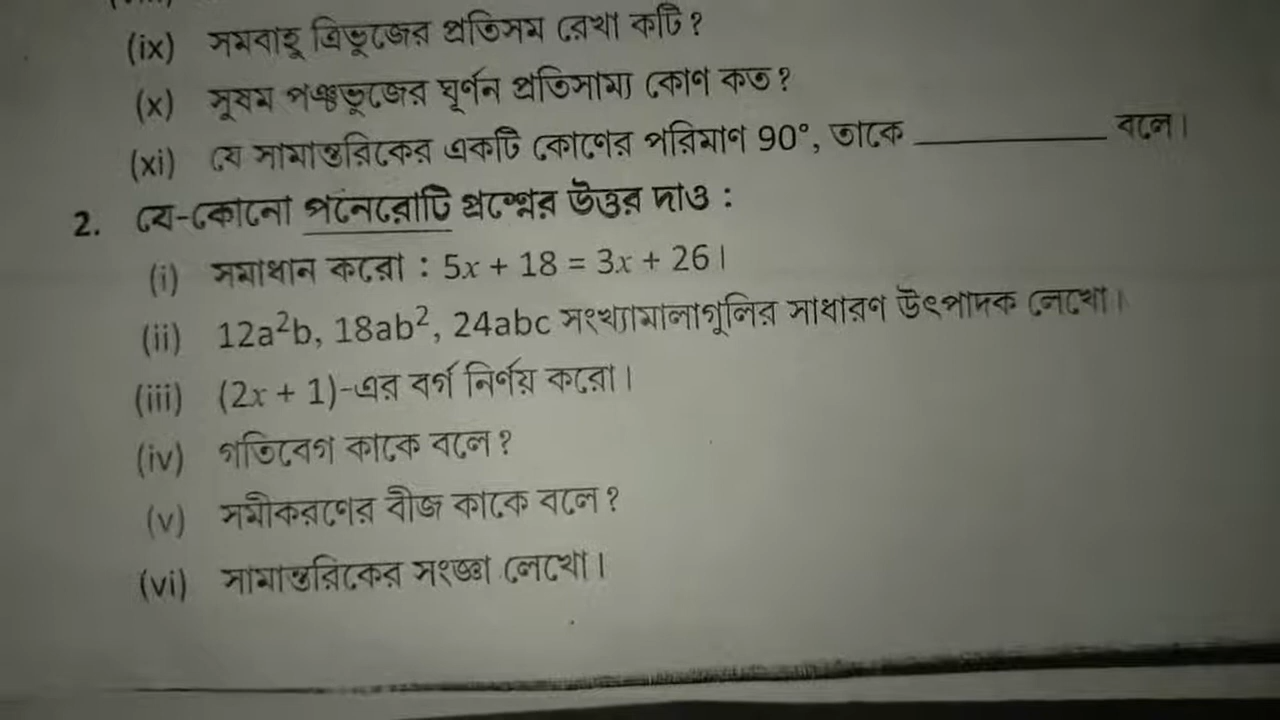 (ix) সমবাহু ত্রিভুজের প্রতিসম রেখা কটি?
(x) সুষম পঞ্চভুজের ঘূর্ণন প্রতিসাম্য কোণ কত?
(xi) যে সামান্তরিকের একটি কোণের পরিমাণ 90°, তাকে ________ বলে।
2. যে-কোনো পনেরোটি প্রশ্নের উত্তর দাও :
(i) সমাধান করো : 5x + 18 = 3x + 26।
(ii) 12a²b, 18ab², 24abc সংখ্যামালাগুলির সাধারণ উৎপাদক লেখো।
(iii) (2x + 1)-এর বর্গ নির্ণয় করো।
(iv) গতিবেগ কাকে বলে?
(v) সমীকরণের বীজ কাকে বলে?
(vi) সামান্তরিকের সংজ্ঞা লেখো।